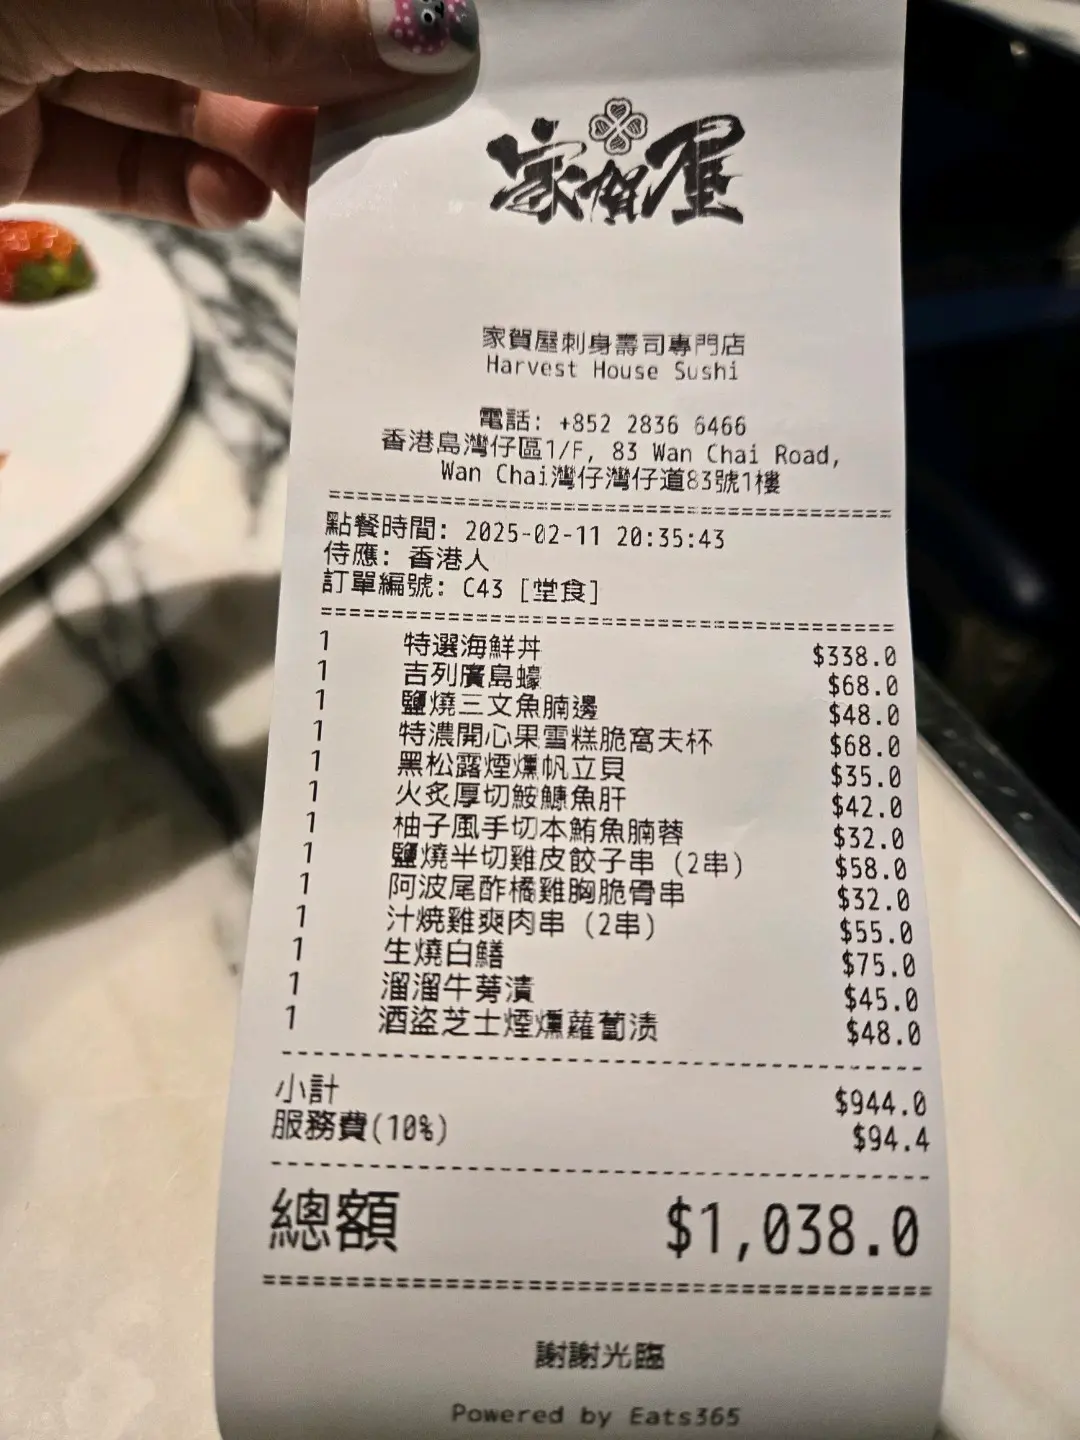 家賀屋
家賀屋刺身壽司專門店
Harvest House Sushi
電話: +852 2836 6466
香港島灣仔區1/F, 83 Wan Chai Road,
Wan Chai灣仔灣仔道83號1樓
點餐時間: 2025-02-11 20:35:43
侍應: 香港人
訂單編號: C43 [堂食]
1 特選海鮮丼 $338.0
1 吉列廣島蠔 $68.0
1 鹽燒三文魚腩邊 $48.0
1 特濃開心果雪糕脆窩夫杯 $68.0
1 黑松露煙燻帆立貝 $35.0
1 火炙厚切鮟鱇魚肝 $42.0
1 柚子風手切本鮪魚腩蓉 $32.0
1 鹽燒半切雞皮餃子串 (2串) $58.0
1 阿波尾酢橘雞胸脆骨串 $32.0
1 汁燒雞爽肉串 (2串) $55.0
1 生燒白鱔 $75.0
1 溜溜牛蒡漬 $45.0
1 酒盗芝士煙燻蘿蔔漬 $48.0
小計 $944.0
服務費(10%) $94.4
總額 $1,038.0
謝謝光臨
Powered by Eats365